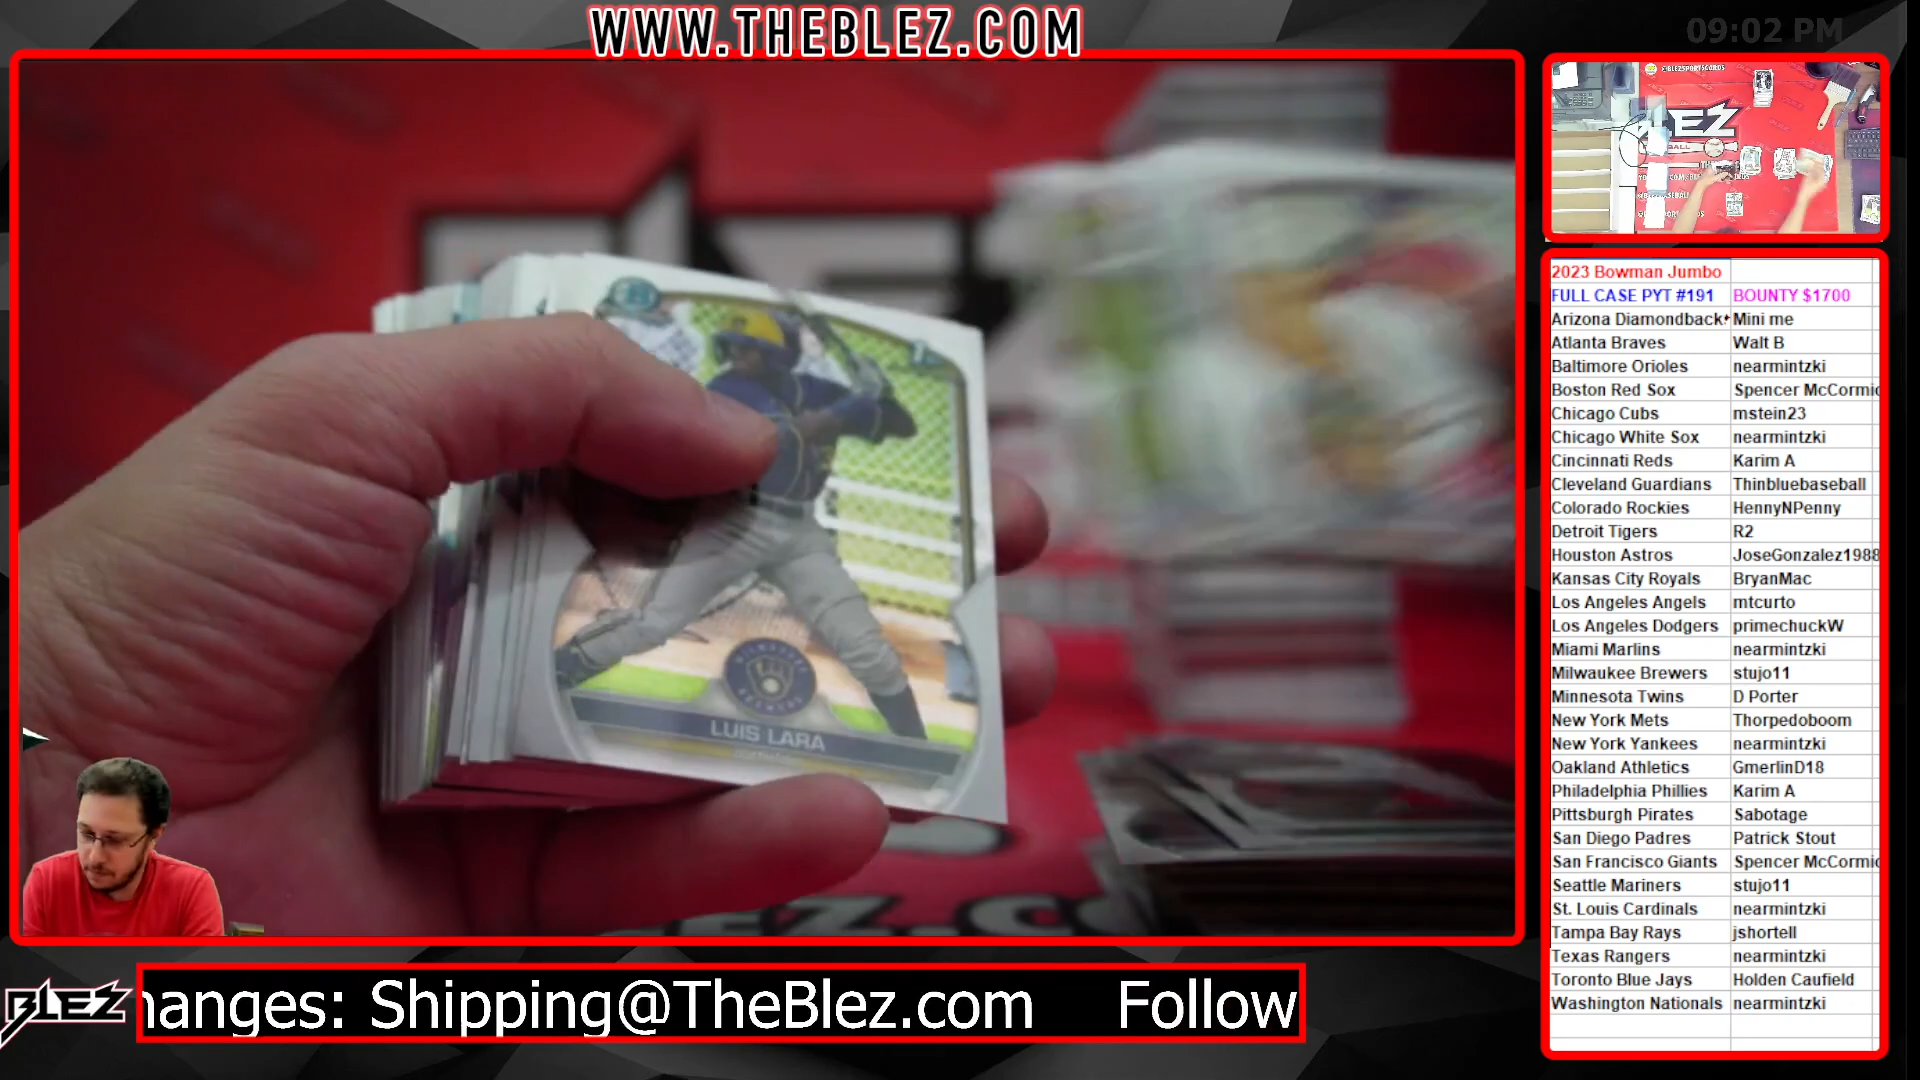 WWW.THEBLEZ.COM
09:02 PM
@BLEZSPORTSCARDS
LUIS LARA
2023 Bowman Jumbo
FULL CASE PYT #191 BOUNTY $1700
Arizona Diamondback Mini me
Atlanta Braves Walt B
Baltimore Orioles nearmintzki
Boston Red Sox Spencer McCormic
Chicago Cubs mstein23
Chicago White Sox nearmintzki
Cincinnati Reds Karim A
Cleveland Guardians Thinbluebaseball
Colorado Rockies HennyNPenny
Detroit Tigers R2
Houston Astros JoseGonzalez1988
Kansas City Royals BryanMac
Los Angeles Angels mtcurto
Los Angeles Dodgers primechuckW
Miami Marlins nearmintzki
Milwaukee Brewers stujo11
Minnesota Twins D Porter
New York Mets Thorpedoboom
New York Yankees nearmintzki
Oakland Athletics GmerlinD18
Philadelphia Phillies Karim A
Pittsburgh Pirates Sabotage
San Diego Padres Patrick Stout
San Francisco Giants Spencer McCormic
Seattle Mariners stujo11
St. Louis Cardinals nearmintzki
Tampa Bay Rays jshortell
Texas Rangers nearmintzki
Toronto Blue Jays Holden Caufield
Washington Nationals nearmintzki
BLEZ
hanges: Shipping@TheBlez.com Follow